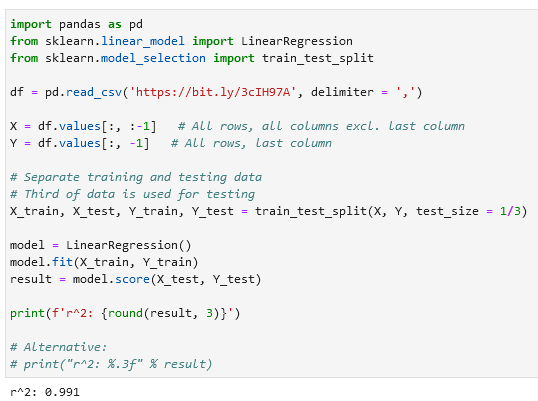 import pandas as pd
from sklearn.linear_model import LinearRegression
from sklearn.model_selection import train_test_split
df = pd.read_csv('https://bit.ly/3cIH97A', delimiter = ',')
X = df.values[:, :-1]   # All rows, all columns excl. last column
Y = df.values[:, -1]   # All rows, last column
# Separate training and testing data
# Third of data is used for testing
X_train, X_test, Y_train, Y_test = train_test_split(X, Y, test_size = 1/3)
model = LinearRegression()
model.fit(X_train, Y_train)
result = model.score(X_test, Y_test)
print(f'r^2: {round(result, 3)}')
# Alternative:
# print("r^2: %.3f" % result)
r^2: 0.991